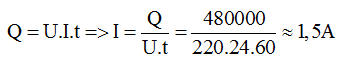 Q = U.I.t => I = Q / U.t = 480000 / 220.24.60 ≈ 1,5A